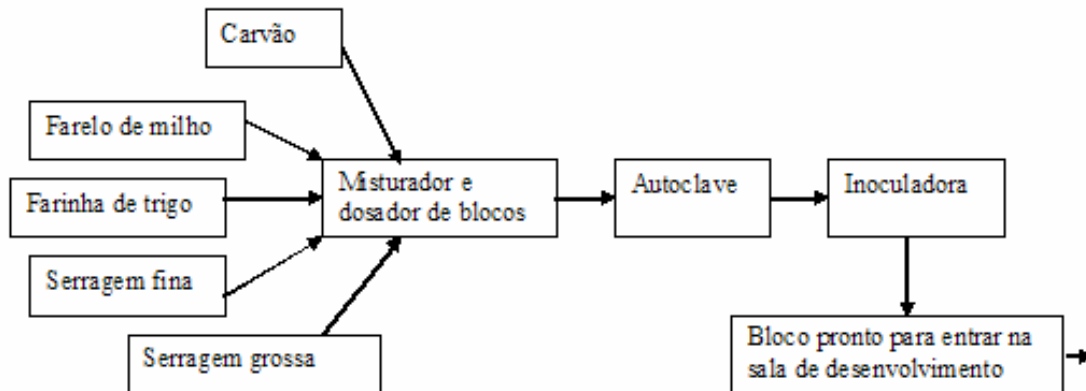 Carvão
Farelo de milho
Farinha de trigo
Serragem fina
Serragem grossa
Misturador e
dosador de blocos
Autoclave
Inoculadora
Bloco pronto para entrar na
sala de desenvolvimento